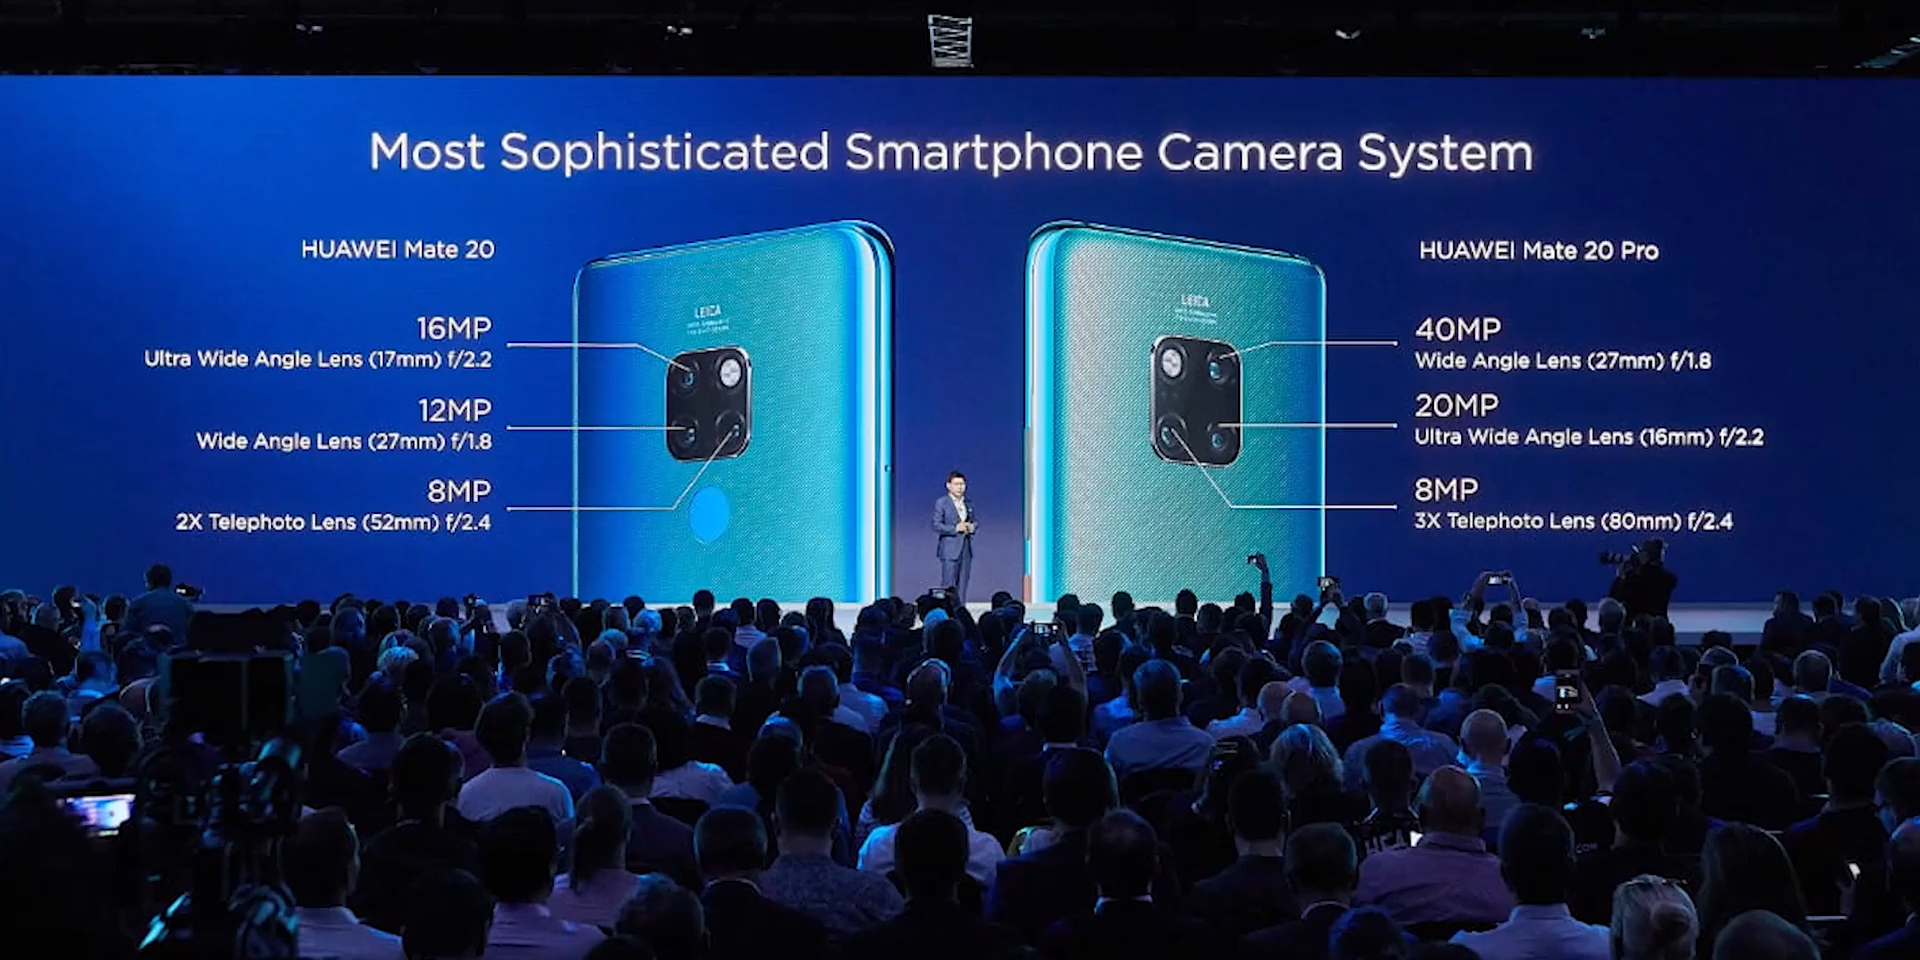 Most Sophisticated Smartphone Camera System
HUAWEI Mate 20
16MP
Ultra Wide Angle Lens (17mm) f/2.2
12MP
Wide Angle Lens (27mm) f/1.8
8MP
2X Telephoto Lens (52mm) f/2.4
LEICA
LEICA
HUAWEI Mate 20 Pro
40MP
Wide Angle Lens (27mm) f/1.8
20MP
Ultra Wide Angle Lens (16mm) f/2.2
8MP
3X Telephoto Lens (80mm) f/2.4